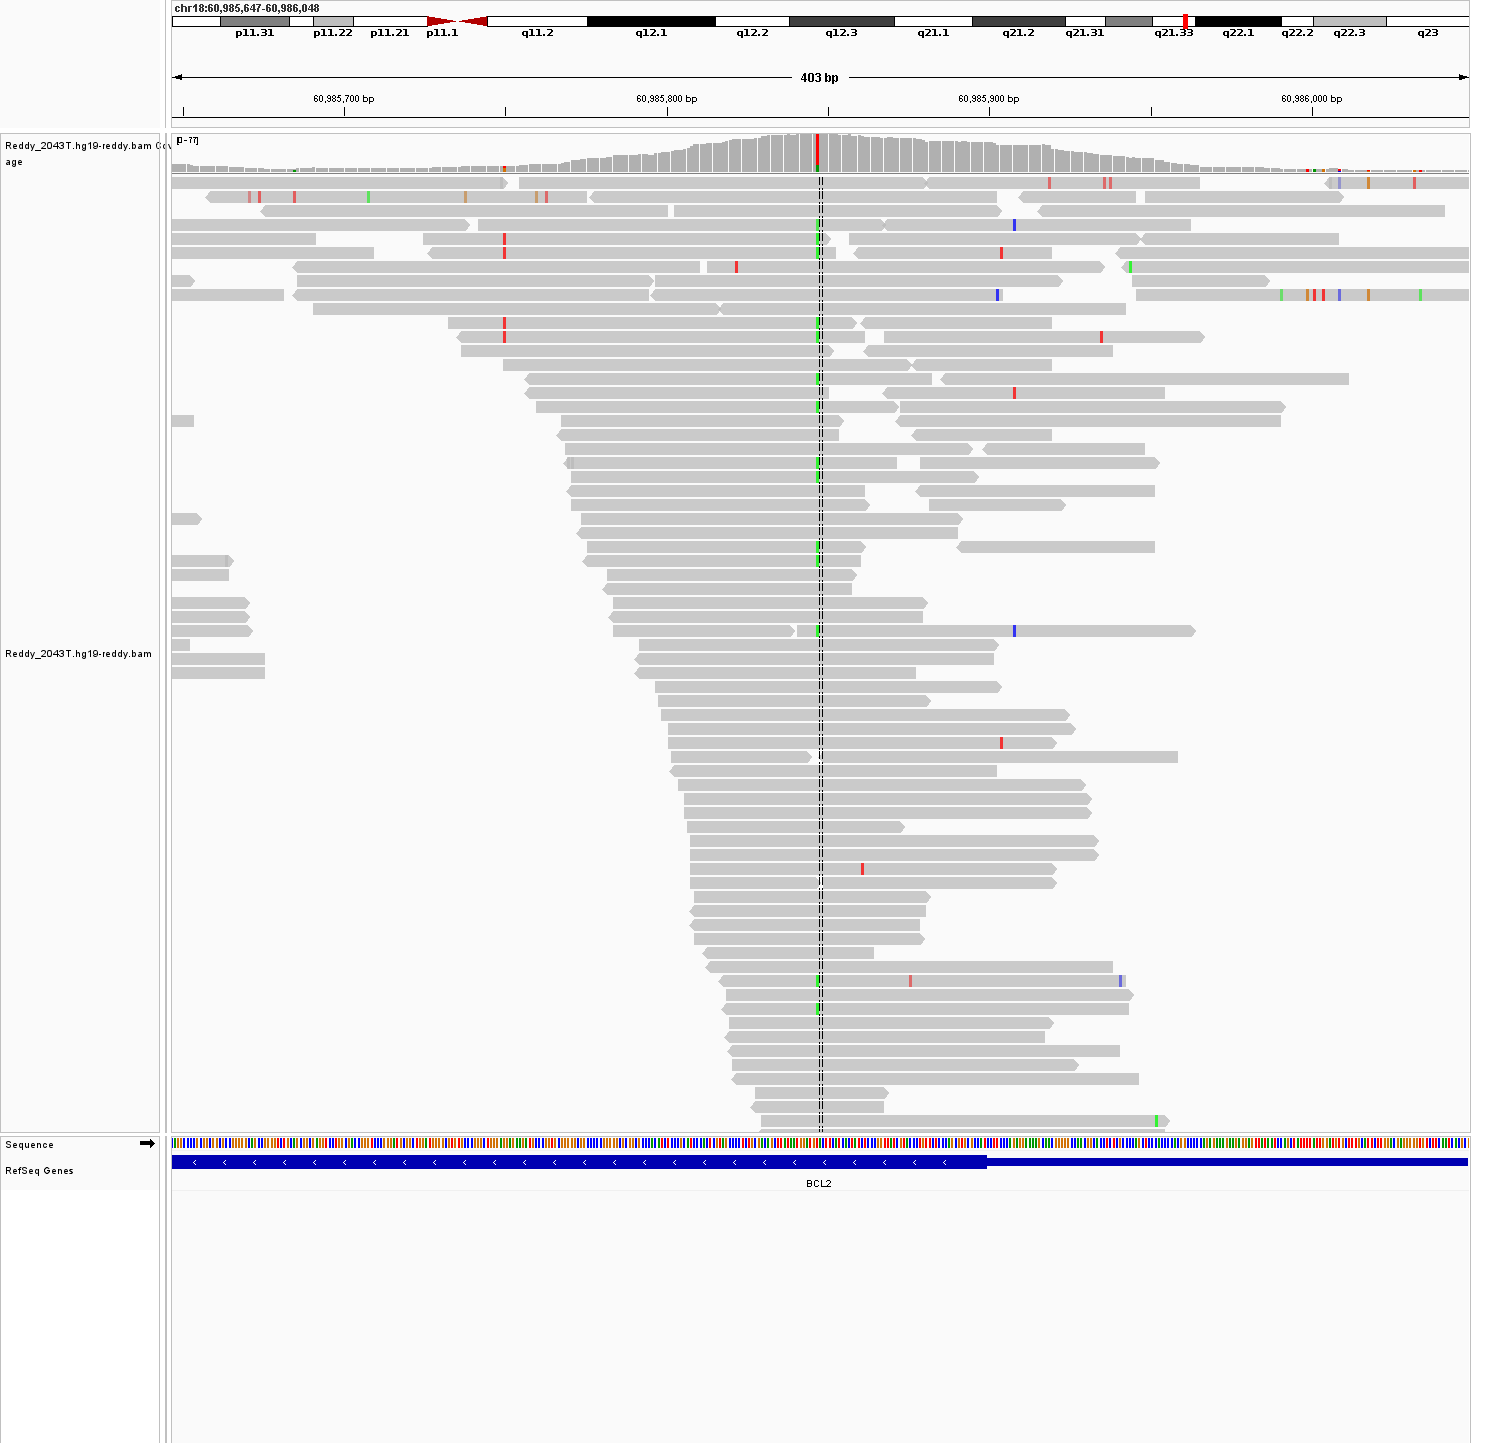 chr18:60,985,647-60,986,048
p11.31 p11.22 p11.21 p11.1 q11.2 q12.1 q12.2 q12.3 q21.1 q21.2 q21.31 q21.33 q22.1 q22.2 q22.3 q23
403 bp
60,985,700 bp 60,985,800 bp 60,985,900 bp 60,986,000 bp
Reddy_2043T.hg19-reddy.bam Cov
age
[0 - 77]
Reddy_2043T.hg19-reddy.bam
Sequence
RefSeq Genes
BCL2